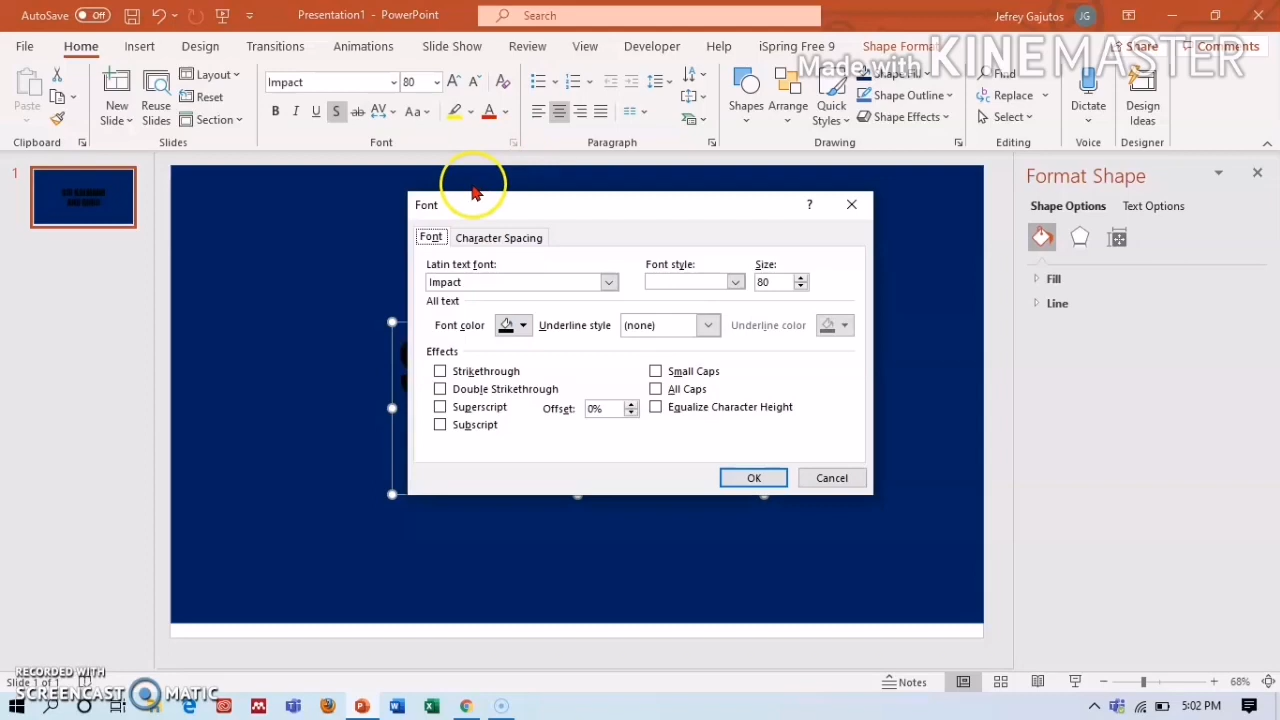 AutoSave Off
Presentation1 - PowerPoint
Search
Jefrey Gajutos JG
File Home Insert Design Transitions Animations Slide Show Review View Developer Help iSpring Free 9 Shape Format Share Comments
Made with KINEMASTER
Paste
New Slide
Reuse Slides
Layout
Reset
Section
Impact 80
B I U S ab AV Aa A
Shapes Arrange Quick Styles
Shape Fill
Shape Outline
Shape Effects
Find
Replace
Select
Dictate
Design Ideas
Clipboard Slides Font Paragraph Drawing Editing Voice Designer
1
Format Shape
Shape Options Text Options
Fill
Line
Font ?
Font Character Spacing
Latin text font: Font style: Size:
Impact 80
All text
Font color Underline style (none) Underline color
Effects
Strikethrough Small Caps
Double Strikethrough All Caps
Superscript Offset: 0% Equalize Character Height
Subscript
OK Cancel
RECORDED WITH
SCREENCAST MATIC
Slide 1 of 1
Notes
68%
5:02 PM